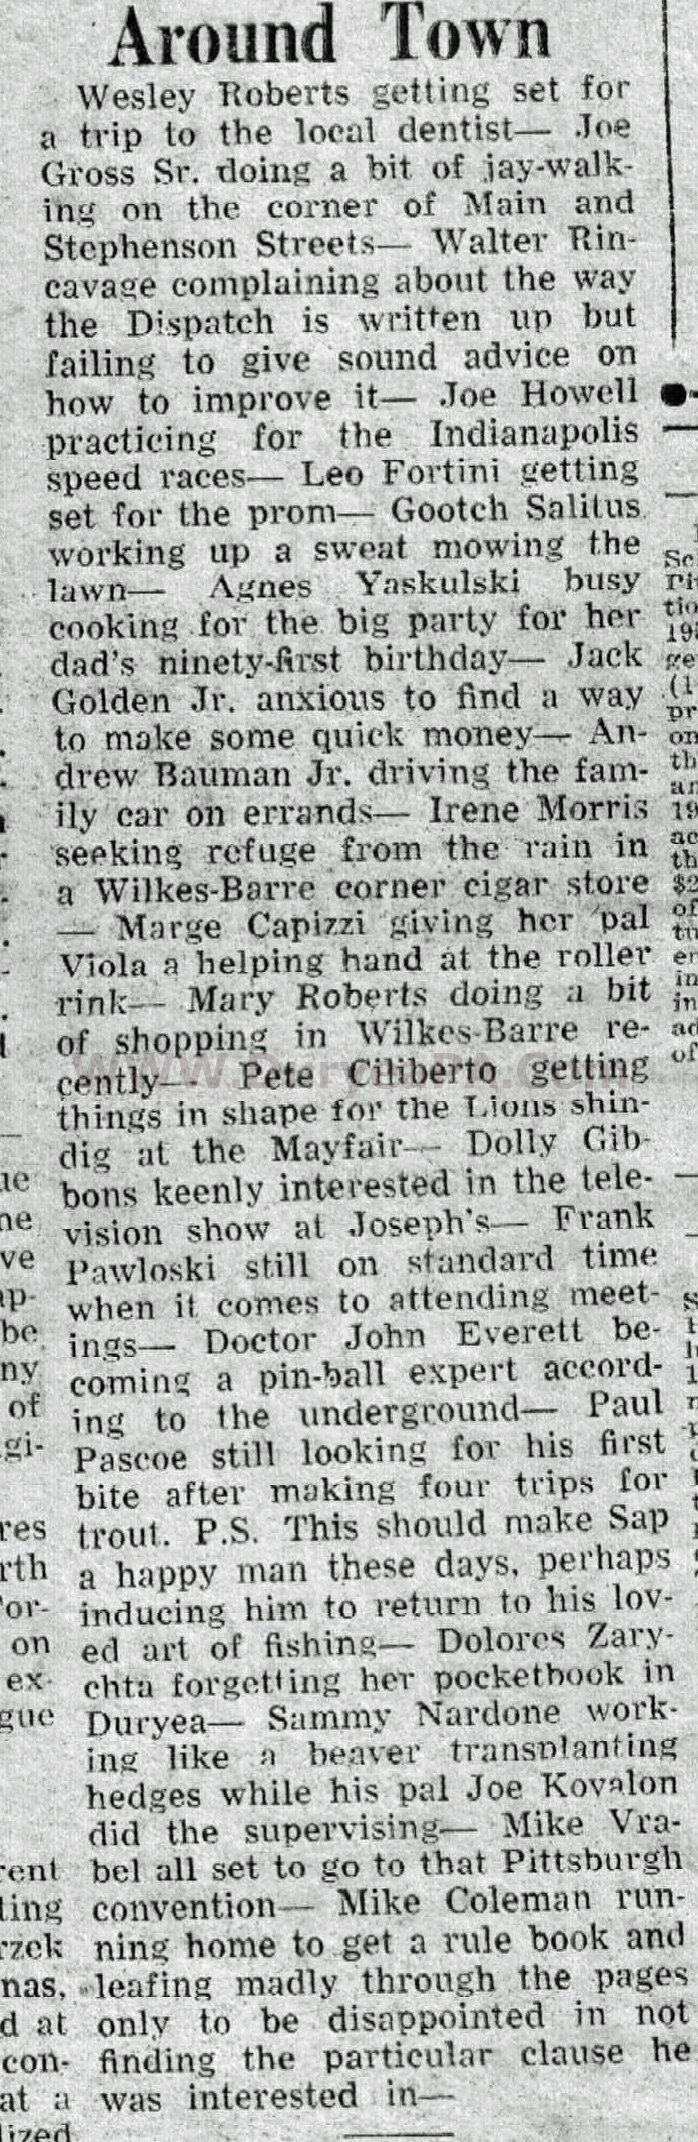 Around Town
Wesley Roberts getting set for
a trip to the local dentist— Joe
Gross Sr. doing a bit of jay-walk-
ing on the corner of Main and
Stephenson Streets— Walter Rin-
cavage complaining about the way
the Dispatch is written up but
failing to give sound advice on
how to improve it— Joe Howell
practicing for the Indianapolis
speed races— Leo Fortini getting
set for the prom— Gootch Salitus
working up a sweat mowing the
lawn— Agnes Yaskulski busy
cooking for the big party for her
dad's ninety-first birthday— Jack
Golden Jr. anxious to find a way
to make some quick money— An-
drew Bauman Jr. driving the fam-
ily car on errands— Irene Morris
seeking refuge from the rain in
a Wilkes-Barre corner cigar store
— Marge Capizzi giving her pal
Viola a helping hand at the roller
rink— Mary Roberts doing a bit
of shopping in Wilkes-Barre re-
cently— Pete Ciliberto getting
things in shape for the Lions shin-
dig at the Mayfair— Dolly Gib-
bons keenly interested in the tele-
vision show at Joseph's— Frank
Pawloski still on standard time
when it comes to attending meet-
ings— Doctor John Everett be-
coming a pin-ball expert accord-
ing to the underground— Paul
Pascoe still looking for his first
bite after making four trips for
trout. P.S. This should make Sap
a happy man these days, perhaps
inducing him to return to his lov-
ed art of fishing— Dolores Zary-
chta forgetting her pocketbook in
Duryea— Sammy Nardone work-
ing like a beaver transplanting
hedges while his pal Joe Kovalon
did the supervising— Mike Vra-
bel all set to go to that Pittsburgh
convention— Mike Coleman run-
ning home to get a rule book and
leafing madly through the pages
only to be disappointed in not
finding the particular clause he
was interested in—